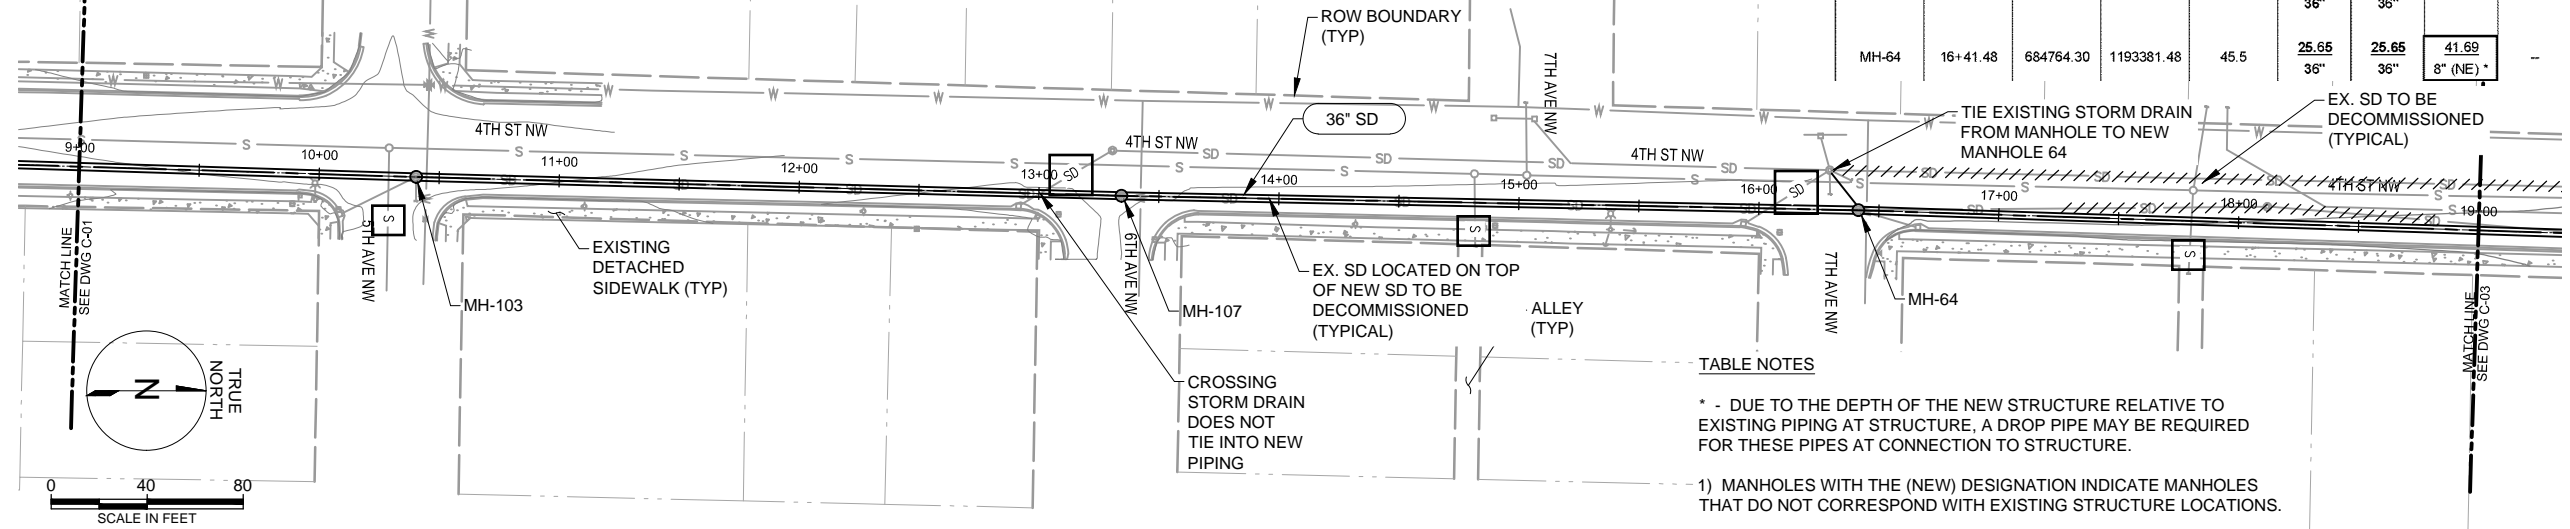 36" 36"
MH-64 16+41.48 684764.30 1193381.48 45.5 25.65 25.65 41.69 --
36" 36" 8" (NE) *
ROW BOUNDARY
(TYP)
7TH AVE NW
36" SD
TIE EXISTING STORM DRAIN
FROM MANHOLE TO NEW
MANHOLE 64
EX. SD TO BE
DECOMMISSIONED
(TYPICAL)
W W W W W W W W
4TH ST NW
S S S S S S S
SD SD SD SD SD
4TH ST NW
4TH ST NW
9+00 10+00 11+00 12+00 13+00 14+00 15+00 16+00 17+00 18+00 19+00
MATCH LINE
SEE DWG C-01
5TH AVE NW
S
MH-103
EXISTING
DETACHED
SIDEWALK (TYP)
SD
6TH AVE NW
MH-107
EX. SD LOCATED ON TOP
OF NEW SD TO BE
DECOMMISSIONED
(TYPICAL)
S
ALLEY
(TYP)
SD
7TH AVE NW
MH-64
S
MATCH LINE
SEE DWG C-03
CROSSING
STORM DRAIN
DOES NOT
TIE INTO NEW
PIPING
N
TRUE
NORTH
0 40 80
SCALE IN FEET
TABLE NOTES
* - DUE TO THE DEPTH OF THE NEW STRUCTURE RELATIVE TO
EXISTING PIPING AT STRUCTURE, A DROP PIPE MAY BE REQUIRED
FOR THESE PIPES AT CONNECTION TO STRUCTURE.
1) MANHOLES WITH THE (NEW) DESIGNATION INDICATE MANHOLES
THAT DO NOT CORRESPOND WITH EXISTING STRUCTURE LOCATIONS.